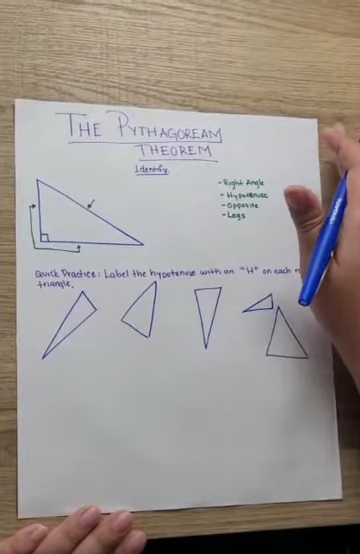 THE PYTHAGOREAM
THEOREM
Identify
- Right Angle
- Hypotenuse
- Opposite
- Legs
Quick Practice: Label the hypotenuse with an "H" on each
triangle.